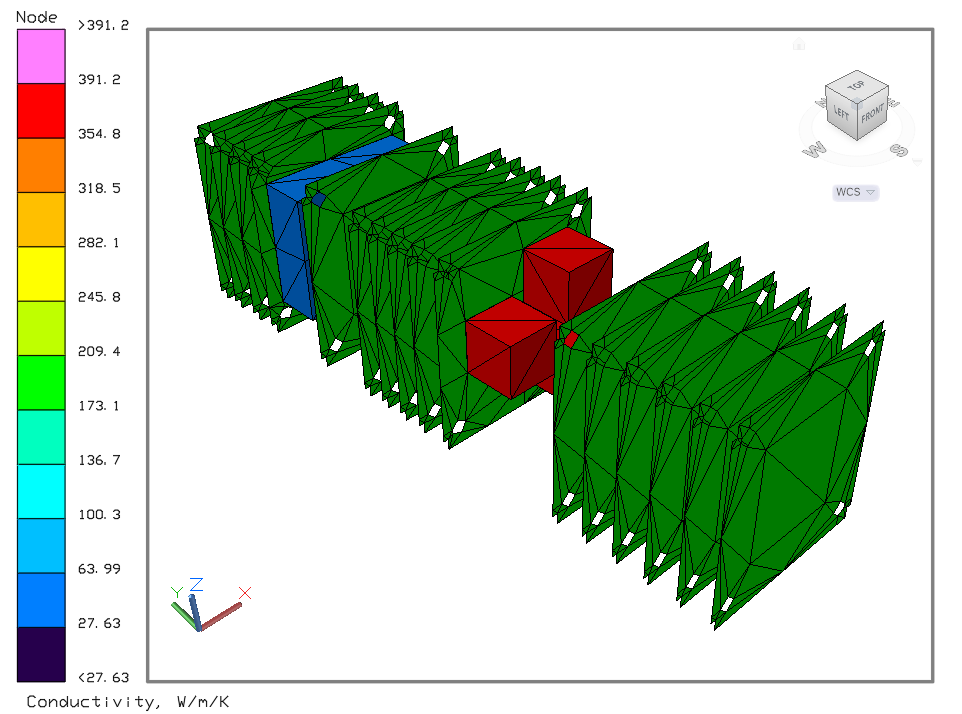 Node
>391.2
391.2
354.8
318.5
282.1
245.8
209.4
173.1
136.7
100.3
63.99
27.63
<27.63
Conductivity, W/m/K
TOP
LEFT
FRONT
W
S
WCS
Y
Z
X